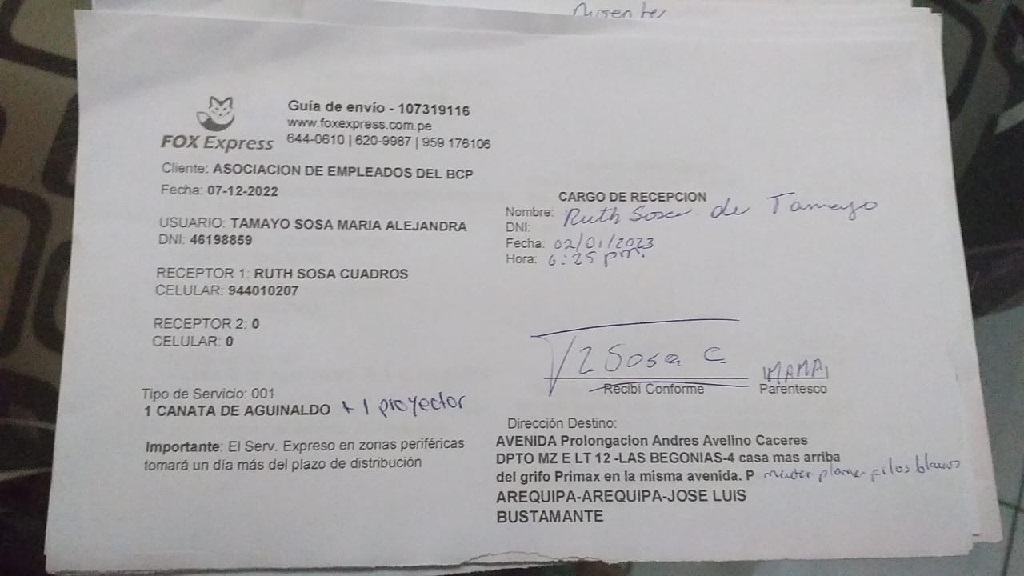 Guía de envío - 107319116
www.foxexpress.com.pe
644-0610 | 620-9987 | 959 176106
FOX Express
Cliente: ASOCIACION DE EMPLEADOS DEL BCP
Fecha: 07-12-2022
USUARIO: TAMAYO SOSA MARIA ALEJANDRA
DNI: 46198859
RECEPTOR 1: RUTH SOSA CUADROS
CELULAR: 944010207
RECEPTOR 2: 0
CELULAR: 0
Tipo de Servicio: 001
1 CANATA DE AGUINALDO + 1 proyector
Importante: El Serv. Expreso en zonas periféricas
tomará un día más del plazo de distribución
CARGO DE RECEPCION
Nombre: Ruth Sosa de Tamayo
DNI:
Fecha: 02/01/2023
Hora: 6:25 pm.
Sosa C
Recibi Conforme
MAMA
Parentesco
Dirección Destino:
AVENIDA Prolongacion Andres Avelino Caceres
DPTO MZ E LT 12 -LAS BEGONIAS-4 casa mas arriba
del grifo Primax en la misma avenida. P
AREQUIPA-AREQUIPA-JOSE LUIS
BUSTAMANTE